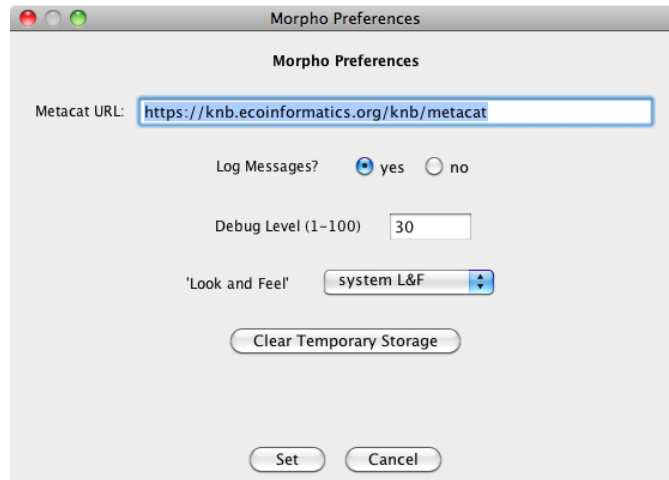 Morpho Preferences
Morpho Preferences
Metacat URL: https://knb.ecoinformatics.org/knb/metacat
Log Messages? yes no
Debug Level (1-100) 30
'Look and Feel' system L&F
Clear Temporary Storage
Set Cancel